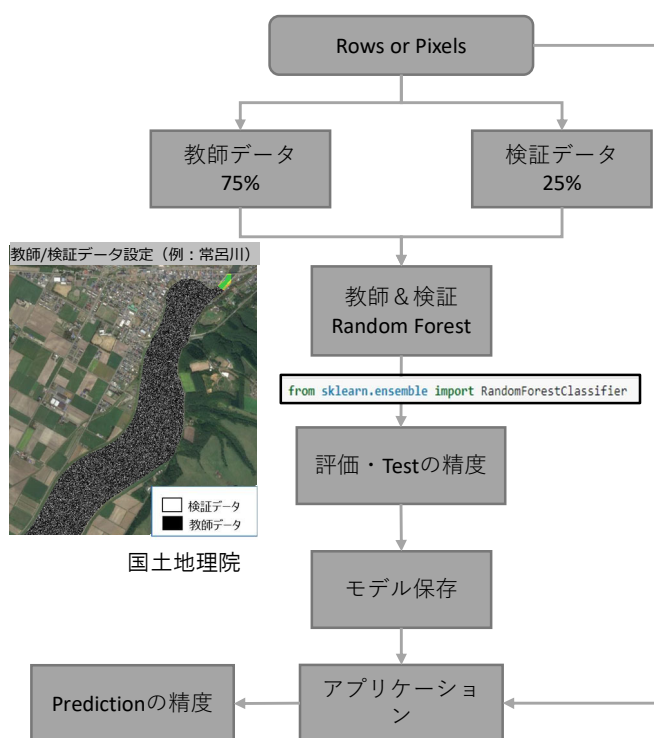 Rows or Pixels
教師データ
75%
検証データ
25%
教師/検証データ設定（例：常呂川）
教師＆検証
Random Forest
from sklearn.ensemble import RandomForestClassifier
評価・Testの精度
検証データ
教師データ
国土地理院
モデル保存
Predictionの精度
アプリケーショ
ン